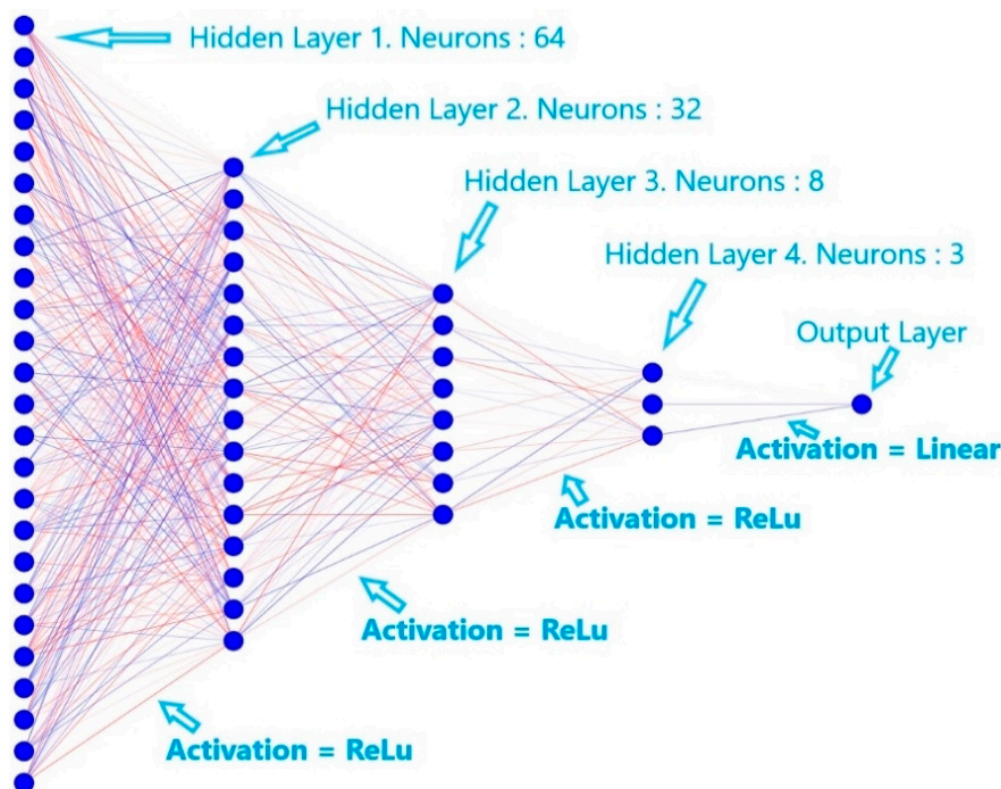 Hidden Layer 1. Neurons : 64
Hidden Layer 2. Neurons : 32
Hidden Layer 3. Neurons : 8
Hidden Layer 4. Neurons : 3
Output Layer
Activation = Linear
Activation = ReLu
Activation = ReLu
Activation = ReLu